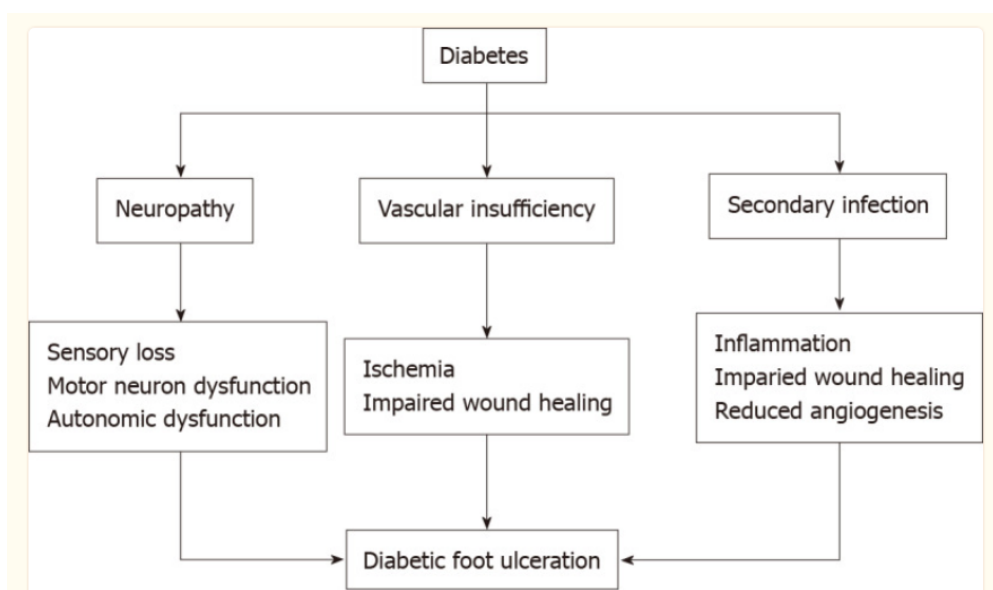 Diabetes
Neuropathy
Vascular insufficiency
Secondary infection
Sensory loss
Motor neuron dysfunction
Autonomic dysfunction
Ischemia
Impaired wound healing
Inflammation
Imparied wound healing
Reduced angiogenesis
Diabetic foot ulceration